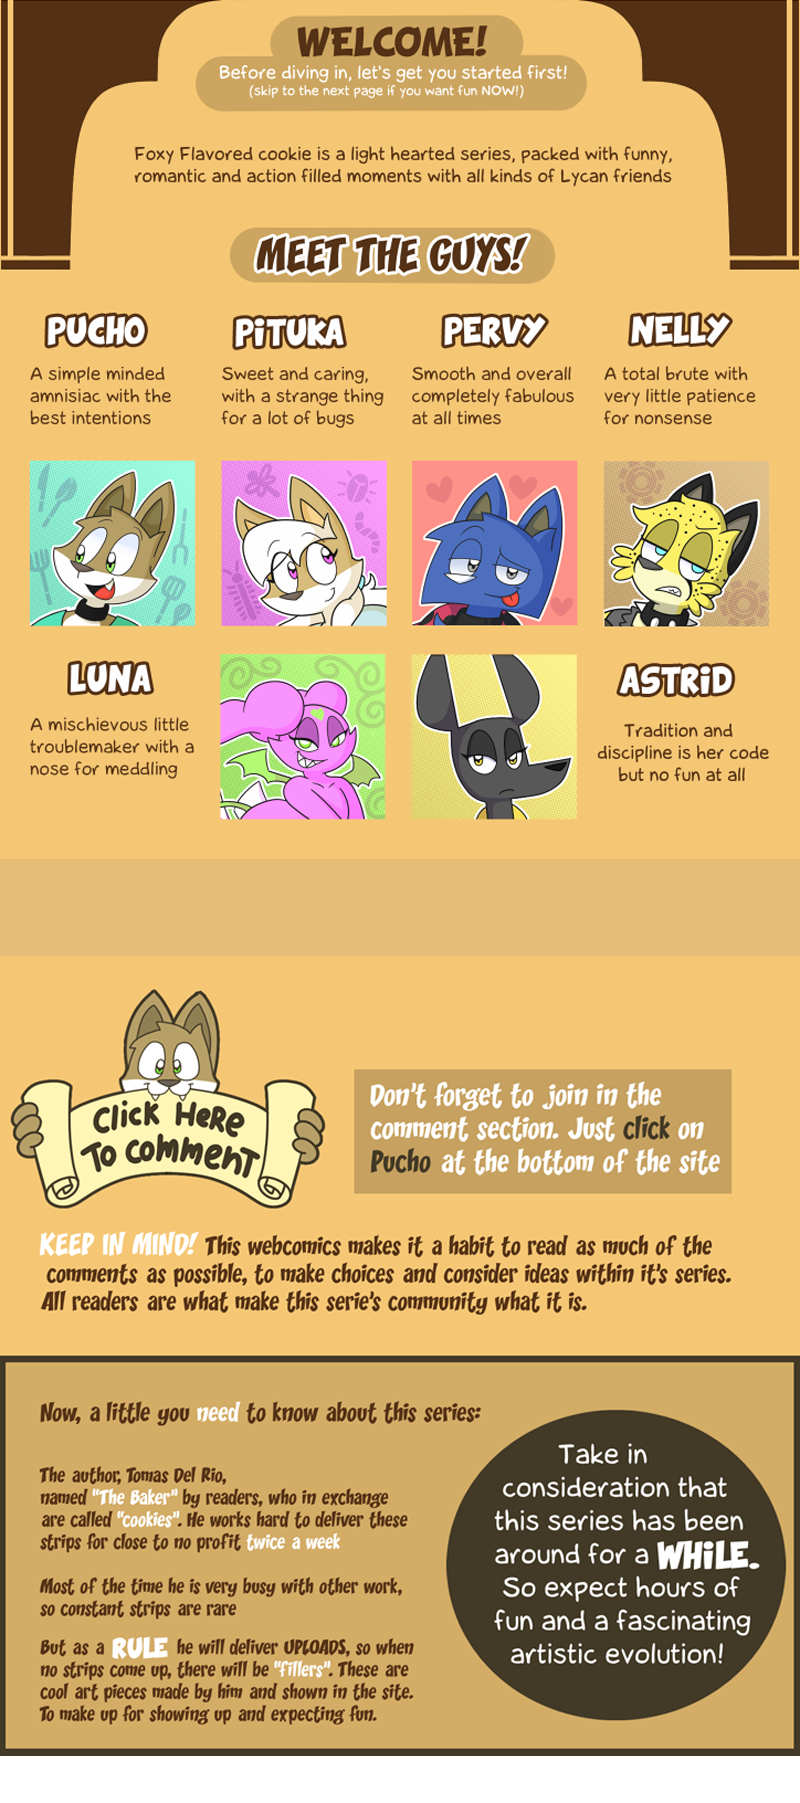 WELCOME!
Before diving in, let's get you started first!
(skip to the next page if you want fun NOW!)
Foxy Flavored cookie is a light hearted series, packed with funny,
romantic and action filled moments with all kinds of Lycan friends
MEET THE GUYS!
PUCHO
A simple minded
amnisiac with the
best intentions
PiTUKA
Sweet and caring,
with a strange thing
for a lot of bugs
PERVY
Smooth and overall
completely fabulous
at all times
NELLY
A total brute with
very little patience
for nonsense
LUNA
A mischievous little
troublemaker with a
nose for meddling
ASTRiD
Tradition and
discipline is her code
but no fun at all
Click HeRe
To comment
Don't forget to join in the
comment section. Just click on
Pucho at the bottom of the site
KEEP IN MIND! This webcomics makes it a habit to read as much of the
comments as possible, to make choices and consider ideas within it's series.
All readers are what make this serie's community what it is.
Now, a little you need to know about this series:
The author, Tomas Del Rio,
named "The Baker" by readers, who in exchange
are called "cookies". He works hard to deliver these
strips for close to no profit twice a week
Most of the time he is very busy with other work,
so constant strips are rare
But as a RULE he will deliver UPLOADS, so when
no strips come up, there will be "fillers". These are
cool art pieces made by him and shown in the site.
To make up for showing up and expecting fun.
Take in
consideration that
this series has been
around for a WHiLE.
So expect hours of
fun and a fascinating
artistic evolution!